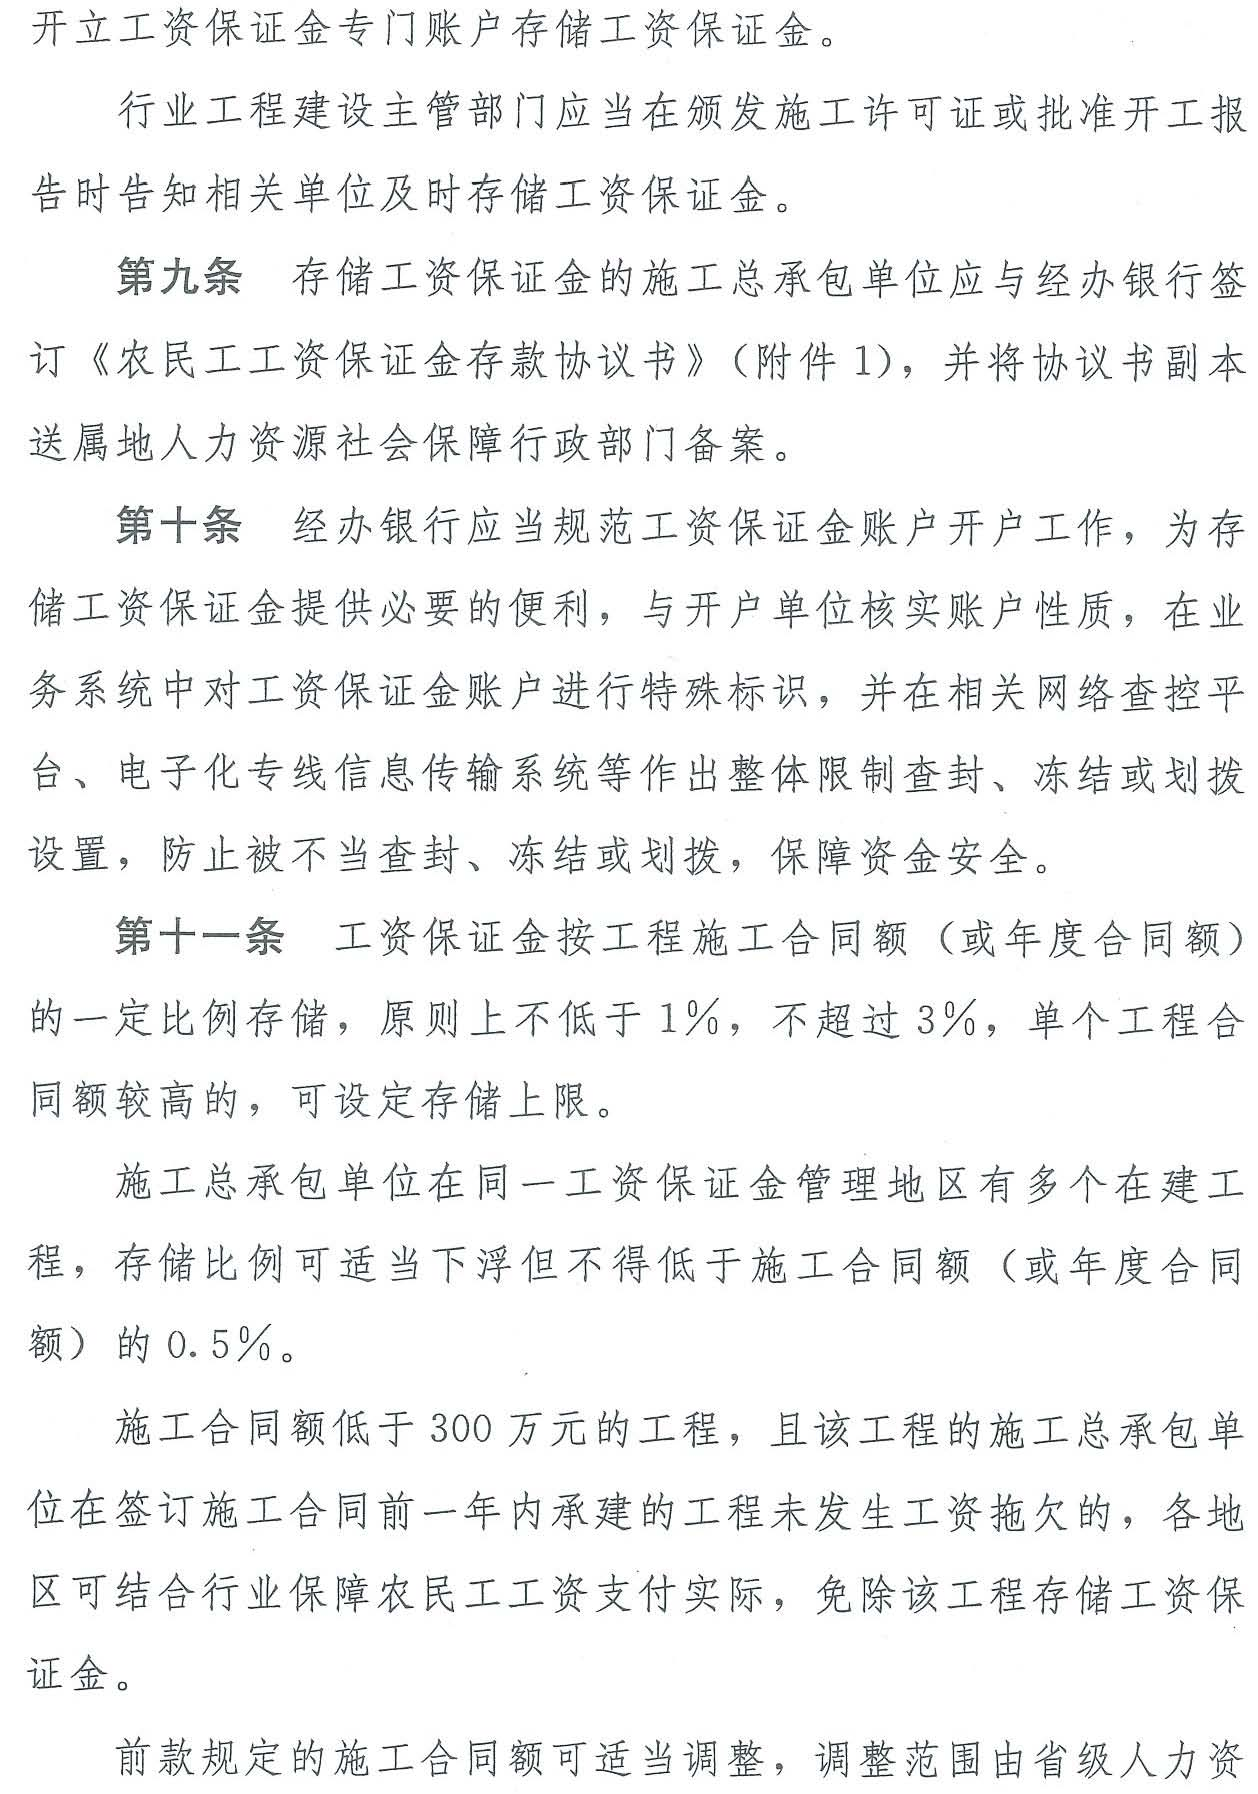 开立工资保证金专门账户存储工资保证金。
行业工程建设主管部门应当在颁发施工许可证或批准开工报
告时告知相关单位及时存储工资保证金。
第九条 存储工资保证金的施工总承包单位应与经办银行签
订《农民工工资保证金存款协议书》（附件 1），并将协议书副本
送属地人力资源社会保障行政部门备案。
第十条 经办银行应当规范工资保证金账户开户工作，为存
储工资保证金提供必要的便利，与开户单位核实账户性质，在业
务系统中对工资保证金账户进行特殊标识，并在相关网络查控平
台、电子化专线信息传输系统等作出整体限制查封、冻结或划拨
设置，防止被不当查封、冻结或划拨，保障资金安全。
第十一条 工资保证金按工程施工合同额（或年度合同额）
的一定比例存储，原则上不低于 1%，不超过 3%，单个工程合
同额较高的，可设定存储上限。
施工总承包单位在同一工资保证金管理地区有多个在建工
程，存储比例可适当下浮但不得低于施工合同额（或年度合同
额）的 0.5%。
施工合同额低于 300 万元的工程，且该工程的施工总承包单
位在签订施工合同前一年内承建的工程未发生工资拖欠的，各地
区可结合行业保障农民工工资支付实际，免除该工程存储工资保
证金。
前款规定的施工合同额可适当调整，调整范围由省级人力资